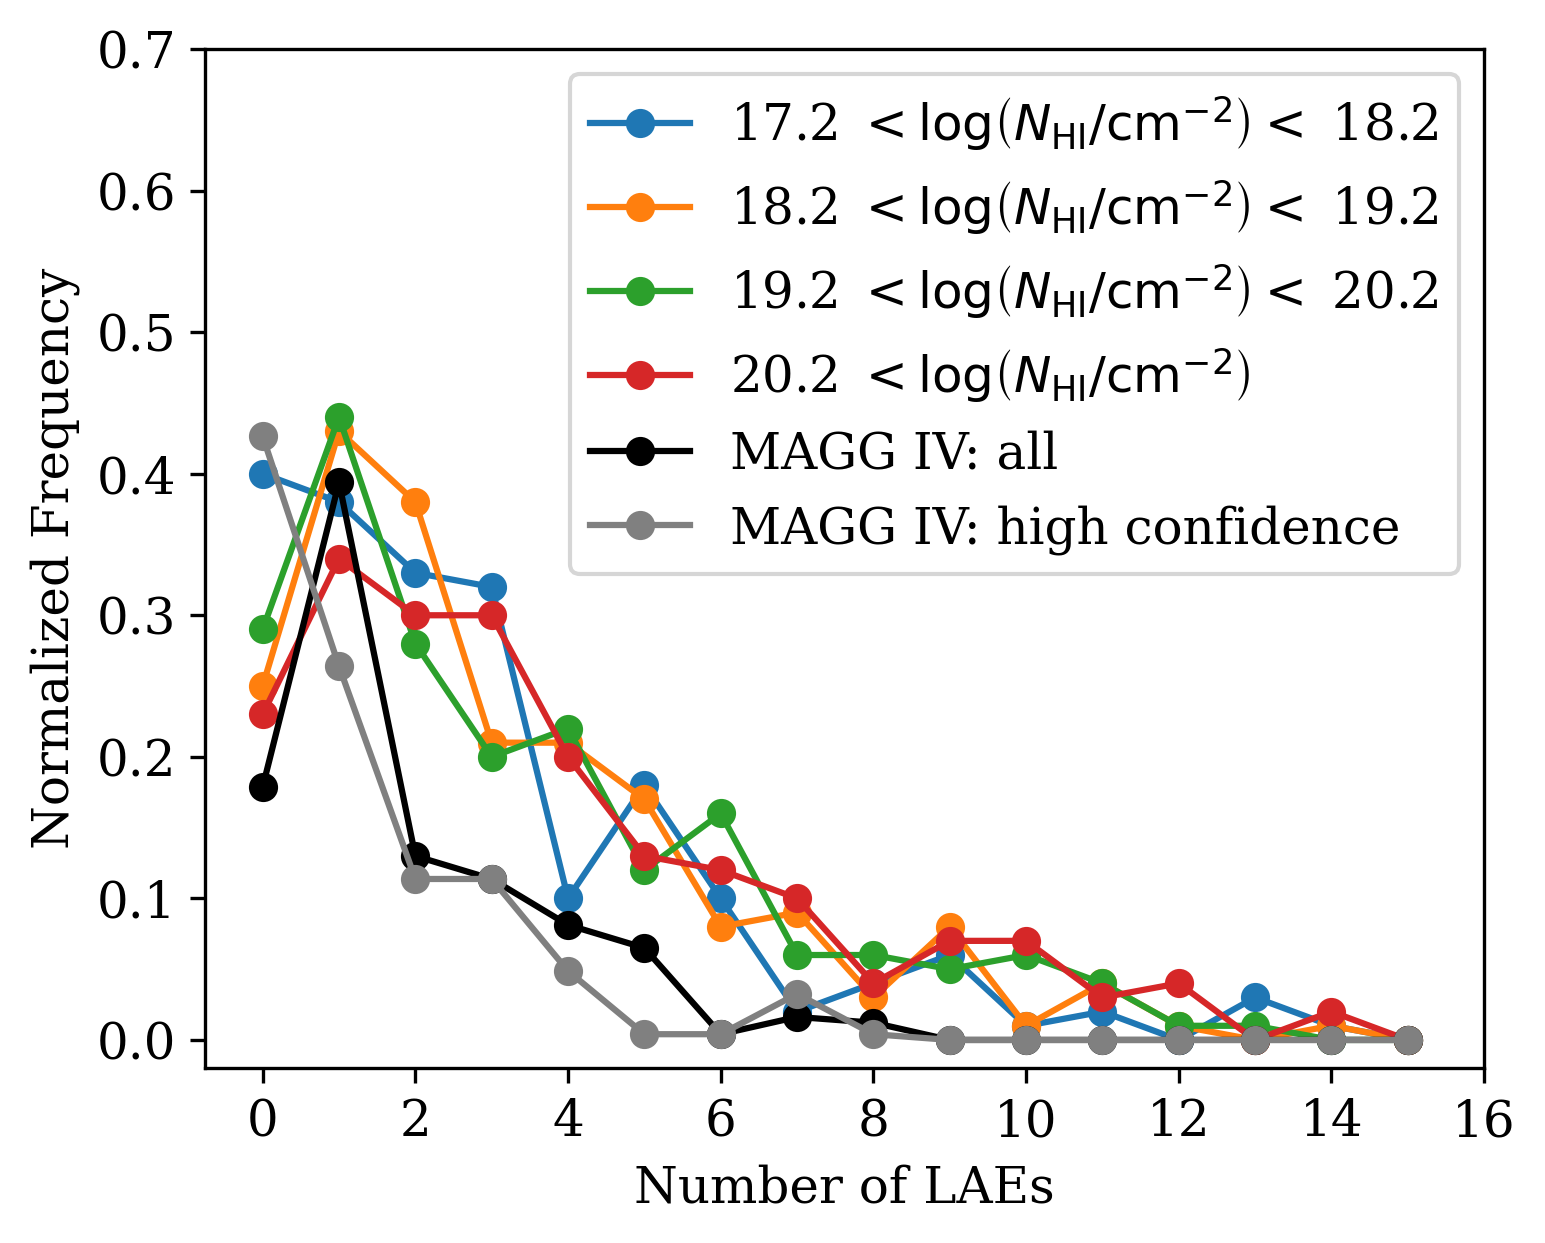 0.7
0.6
0.5
0.4
0.3
0.2
0.1
0.0
Normalized Frequency
17.2 < log(N_HI/cm⁻²) < 18.2
18.2 < log(N_HI/cm⁻²) < 19.2
19.2 < log(N_HI/cm⁻²) < 20.2
20.2 < log(N_HI/cm⁻²)
MAGG IV: all
MAGG IV: high confidence
0 2 4 6 8 10 12 14 16
Number of LAEs